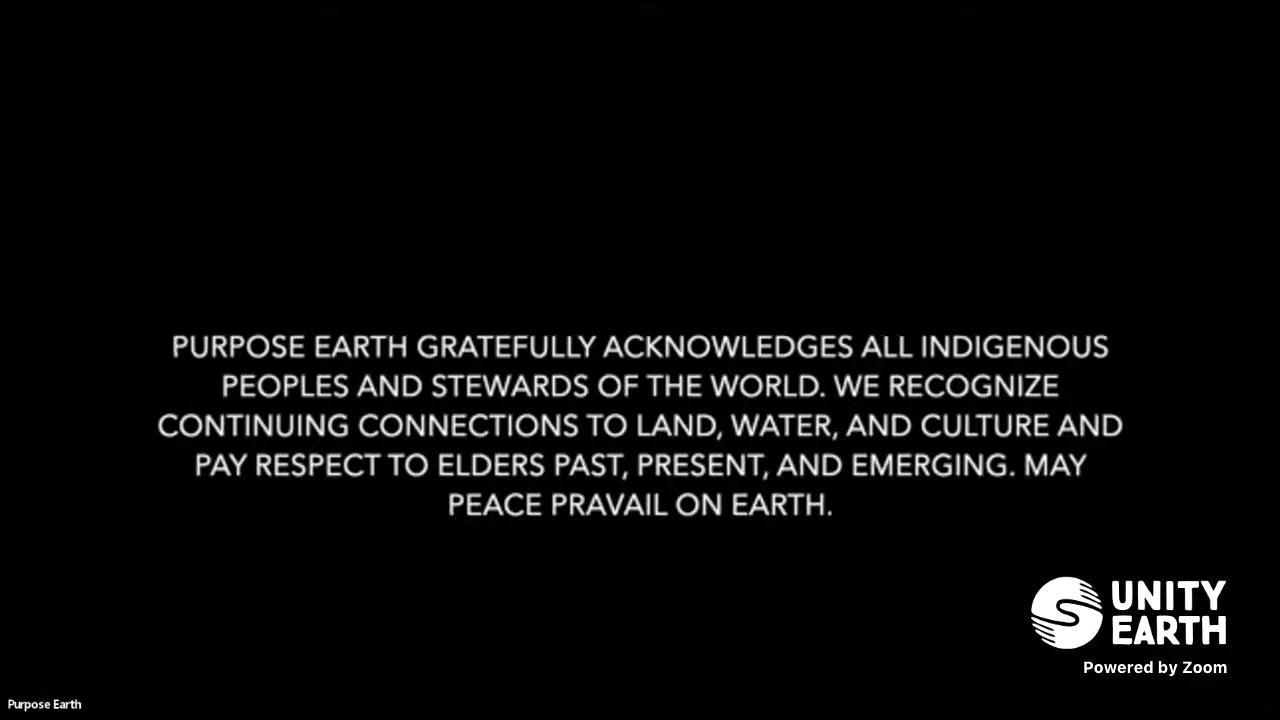 PURPOSE EARTH GRATEFULLY ACKNOWLEDGES ALL INDIGENOUS
PEOPLES AND STEWARDS OF THE WORLD. WE RECOGNIZE
CONTINUING CONNECTIONS TO LAND, WATER, AND CULTURE AND
PAY RESPECT TO ELDERS PAST, PRESENT, AND EMERGING. MAY
PEACE PRAVAIL ON EARTH.
UNITY
EARTH
Powered by Zoom
Purpose Earth